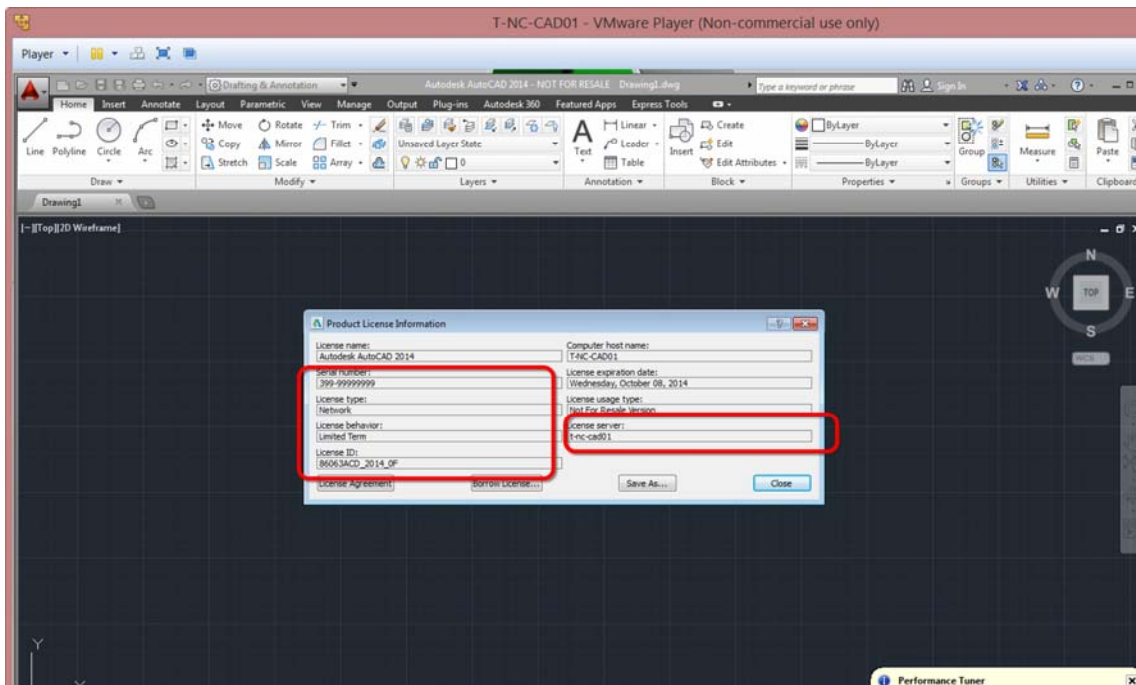 T-NC-CAD01 - VMware Player (Non-commercial use only)
Player
Drafting & Annotation
Autodesk AutoCAD 2014 - NOT FOR RESALE Drawing1.dwg
Type a keyword or phrase
Sign In
Home Insert Annotate Layout Parametric View Manage Output Plug-ins Autodesk 360 Featured Apps Express Tools
Line Polyline Circle Arc
Move Rotate Trim
Copy Mirror Fillet
Stretch Scale Array
Unsaved Layer State
0
Text
Linear
Leader
Table
Insert
Create
Edit
Edit Attributes
ByLayer
ByLayer
ByLayer
Group
Measure
Paste
Draw Modify Layers Annotation Block Properties Groups Utilities Clipboard
Drawing1
[−][Top][2D Wireframe]
N
W TOP E
S
WCS
Product License Information
License name:
Autodesk AutoCAD 2014
Computer host name:
T-NC-CAD01
Serial number:
399-99999999
License expiration date:
Wednesday, October 08, 2014
License type:
Network
License usage type:
Not For Resale Version
License behavior:
Limited Term
License server:
t-nc-cad01
License ID:
86063ACD_2014_0F
License Agreement Borrow License... Save As... Close
Y
Performance Tuner